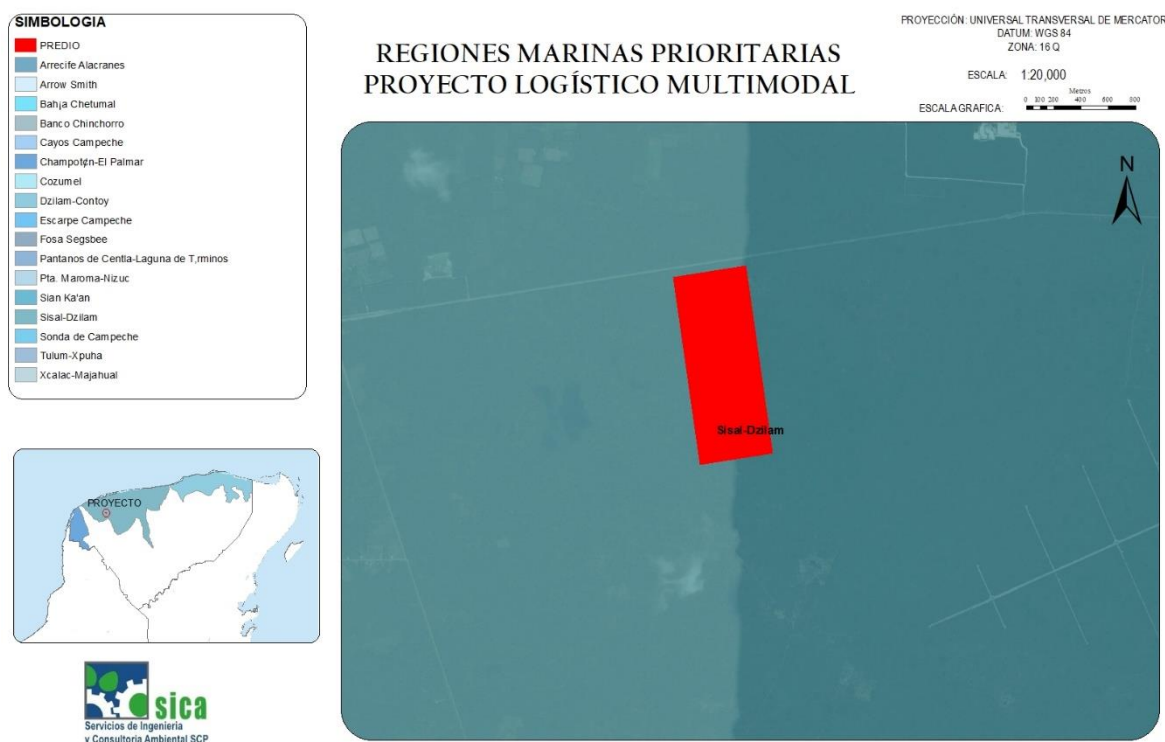 SIMBOLOGIA
PREDIO
Arrecife Alacranes
Arrow Smith
Bah¡a Chetumal
Banco Chinchorro
Cayos Campeche
Champot¢n-El Palmar
Cozumel
Dzilam-Contoy
Escarpe Campeche
Fosa Segsbee
Pantanos de Centla-Laguna de T‚rminos
Pta. Maroma-Nizuc
Sian Ka'an
Sisal-Dzilam
Sonda de Campeche
Tulum-Xpuha
Xcalac-Majahual
REGIONES MARINAS PRIORITARIAS
PROYECTO LOGÍSTICO MULTIMODAL
PROYECCIÓN: UNIVERSAL TRANSVERSAL DE MERCATOR
DATUM: WGS 84
ZONA: 16 Q
ESCALA: 1:20,000
Metros
ESCALA GRAFICA: 0 100 200 400 600 800
N
Sisal-Dzilam
PROYECTO
sica
Servicios de Ingeniería
y Consultoria Ambiental SCP